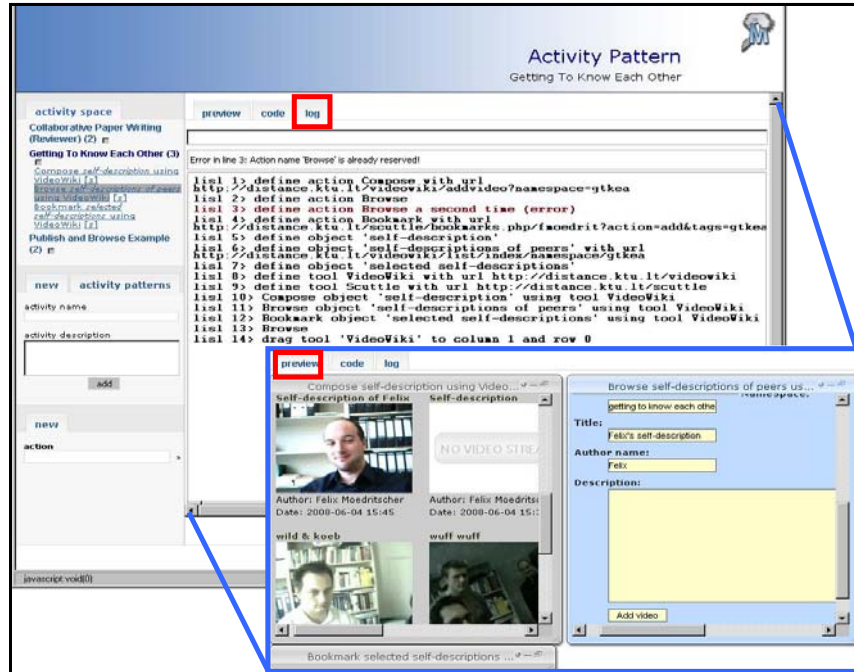 M
Activity Pattern
Getting To Know Each Other
activity space
Collaborative Paper Writing
(Reviewer) (2)
Getting To Know Each Other (3)
Compose self-description using
VideoWiki [s]
Browse self-descriptions of peers
using VideoWiki [s]
Bookmark selected
self-descriptions using
VideoWiki [s]
Publish and Browse Example
(2)
new activity patterns
activity name
activity description
add
new
action
preview code log
Error in line 3: Action name 'Browse' is already reserved!
lisl 1> define action Compose with url
http://distance.ktu.lt/videowiki/addvideo?namespace=gtkea
lisl 2> define action Browse
lisl 3> define action Browse a second time (error)
lisl 4> define action Bookmark with url
http://distance.ktu.lt/scuttle/bookmarks.php/fmoedrit?action=add&tags=gtkea
lisl 5> define object 'self-description'
lisl 6> define object 'self-descriptions of peers' with url
http://distance.ktu.lt/videowiki/list/index/namespace/gtkea
lisl 7> define object 'selected self-descriptions'
lisl 8> define tool VideoWiki with url http://distance.ktu.lt/videowiki
lisl 9> define tool Scuttle with url http://distance.ktu.lt/scuttle
lisl 10> Compose object 'self-description' using tool VideoWiki
lisl 11> Browse object 'self-descriptions of peers' using tool VideoWiki
lisl 12> Bookmark object 'selected self-descriptions' using tool VideoWiki
lisl 13> Browse
lisl 14> drag tool 'VideoWiki' to column 1 and row 0
javascript:void(0)
preview code log
Compose self-description using Video...
Self-description of Felix Self-description
NO VIDEO STREA
Author: Felix Moedritscher Author: Felix Moedrits
Date: 2008-06-04 15:45 Date: 2008-06-04 15:
wild & koeb wuff wuff
Bookmark selected self-descriptions ...
Browse self-descriptions of peers us...
Namespace:
getting to know each othe
Title:
Felix's self-description
Author name:
Felix
Description:
Add video